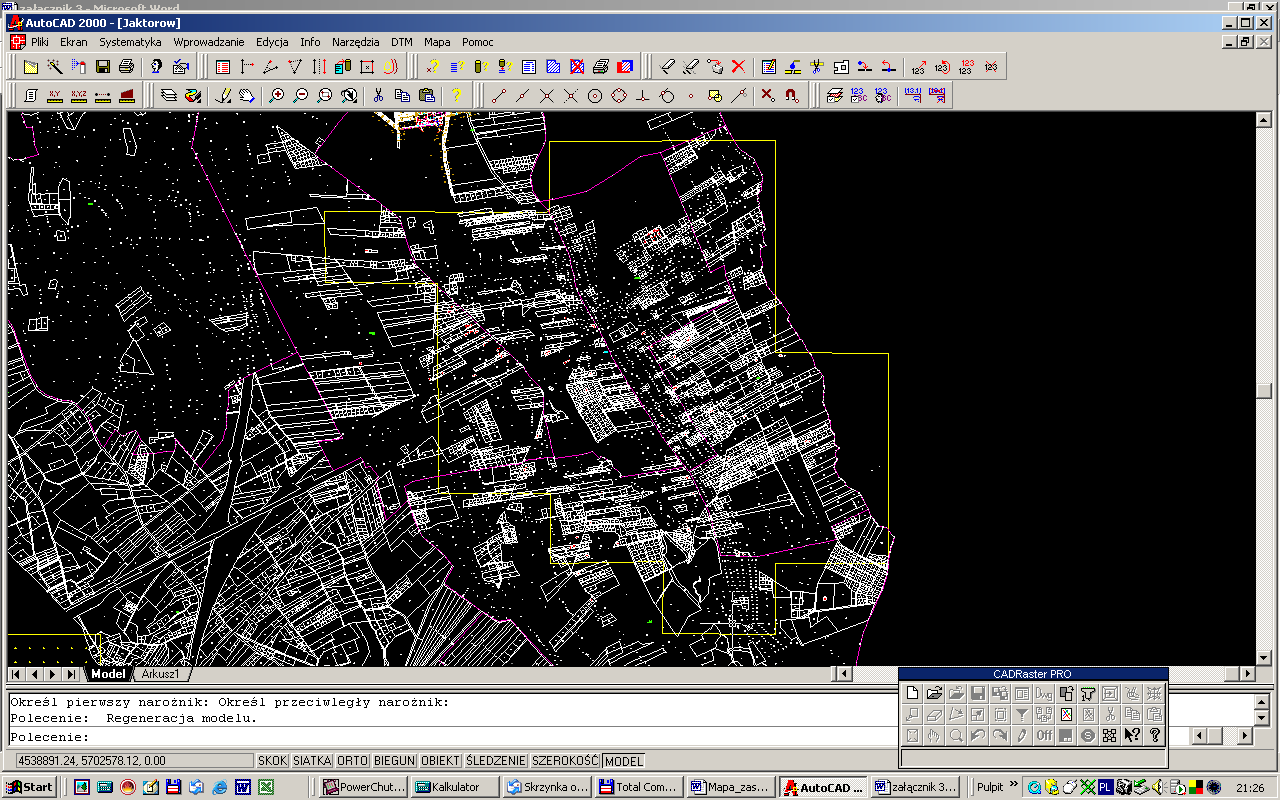 załącznik 3 - Microsoft Word
AutoCAD 2000 - [Jaktorow]
Pliki Ekran Systematyka Wprowadzanie Edycja Info Narzędzia DTM Mapa Pomoc
Model Arkusz1
CADRaster PRO
Dwg
Off
Określ pierwszy narożnik: Określ przeciwległy narożnik:
Polecenie: Regeneracja modelu.
Polecenie:
4538891.24, 5702578.12, 0.00 SKOK SIATKA ORTO BIEGUN OBIEKT ŚLEDZENIE SZEROKOŚĆ MODEL
Start PowerChut... Kalkulator Skrzynka o... Total Com... Mapa_zas... AutoCAD ... załącznik 3... Pulpit » PL 21:26